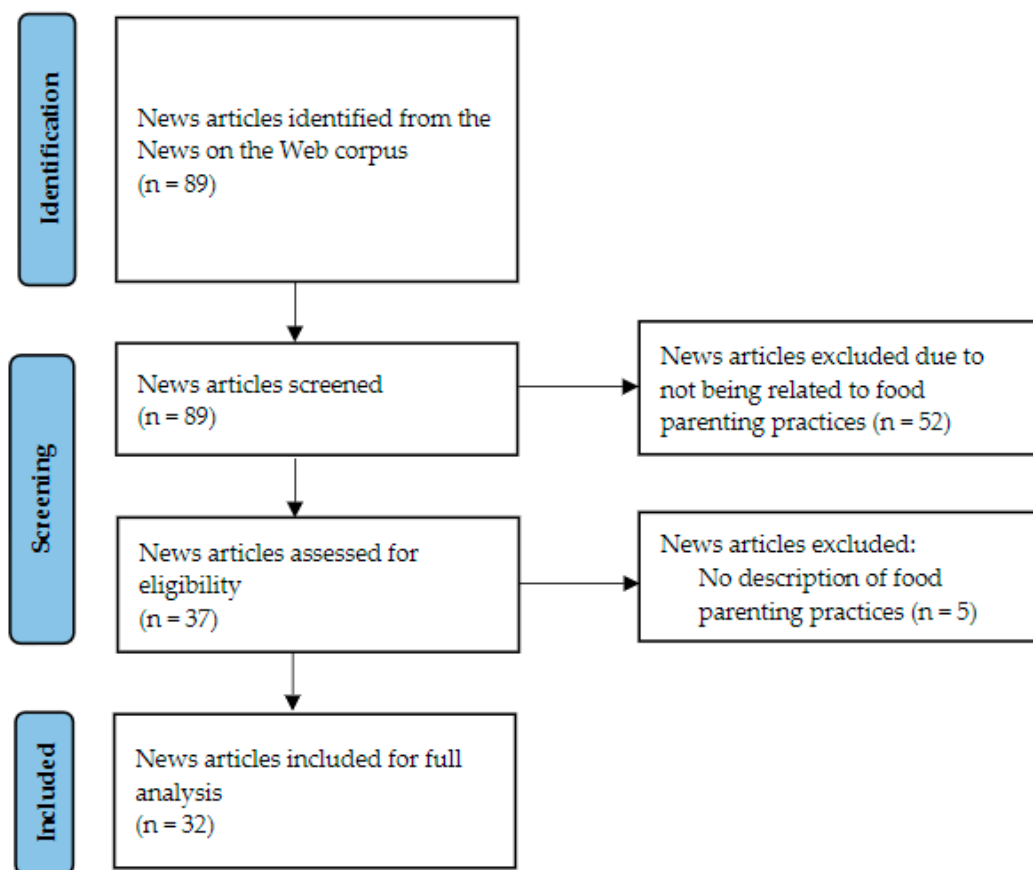 Identification
News articles identified from the
News on the Web corpus
(n = 89)
Screening
News articles screened
(n = 89)
News articles excluded due to
not being related to food
parenting practices (n = 52)
News articles assessed for
eligibility
(n = 37)
News articles excluded:
No description of food
parenting practices (n = 5)
Included
News articles included for full
analysis
(n = 32)